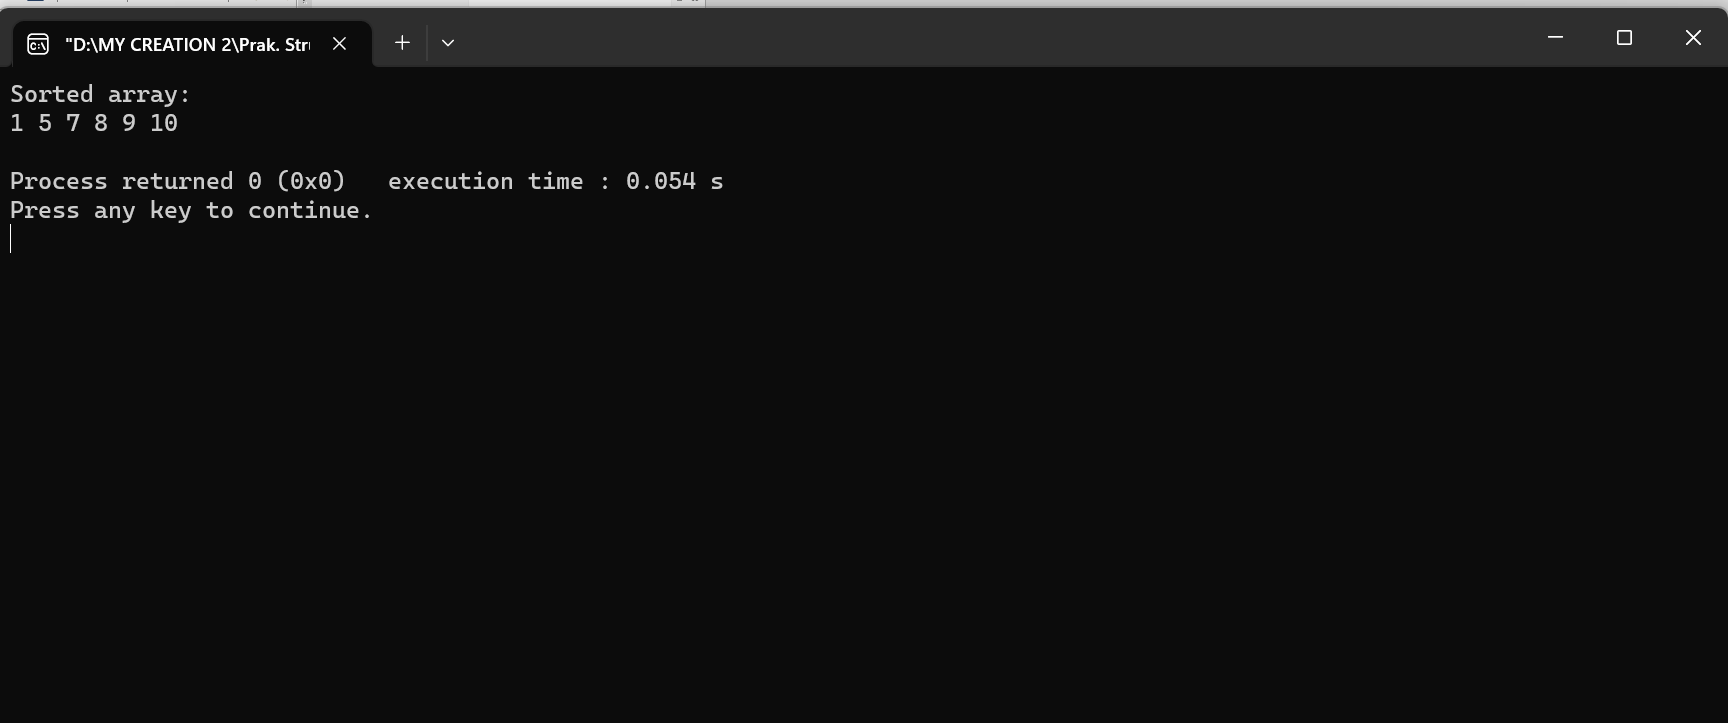 "D:\MY CREATION 2\Prak. Str
Sorted array:
1 5 7 8 9 10
Process returned 0 (0x0)   execution time : 0.054 s
Press any key to continue.